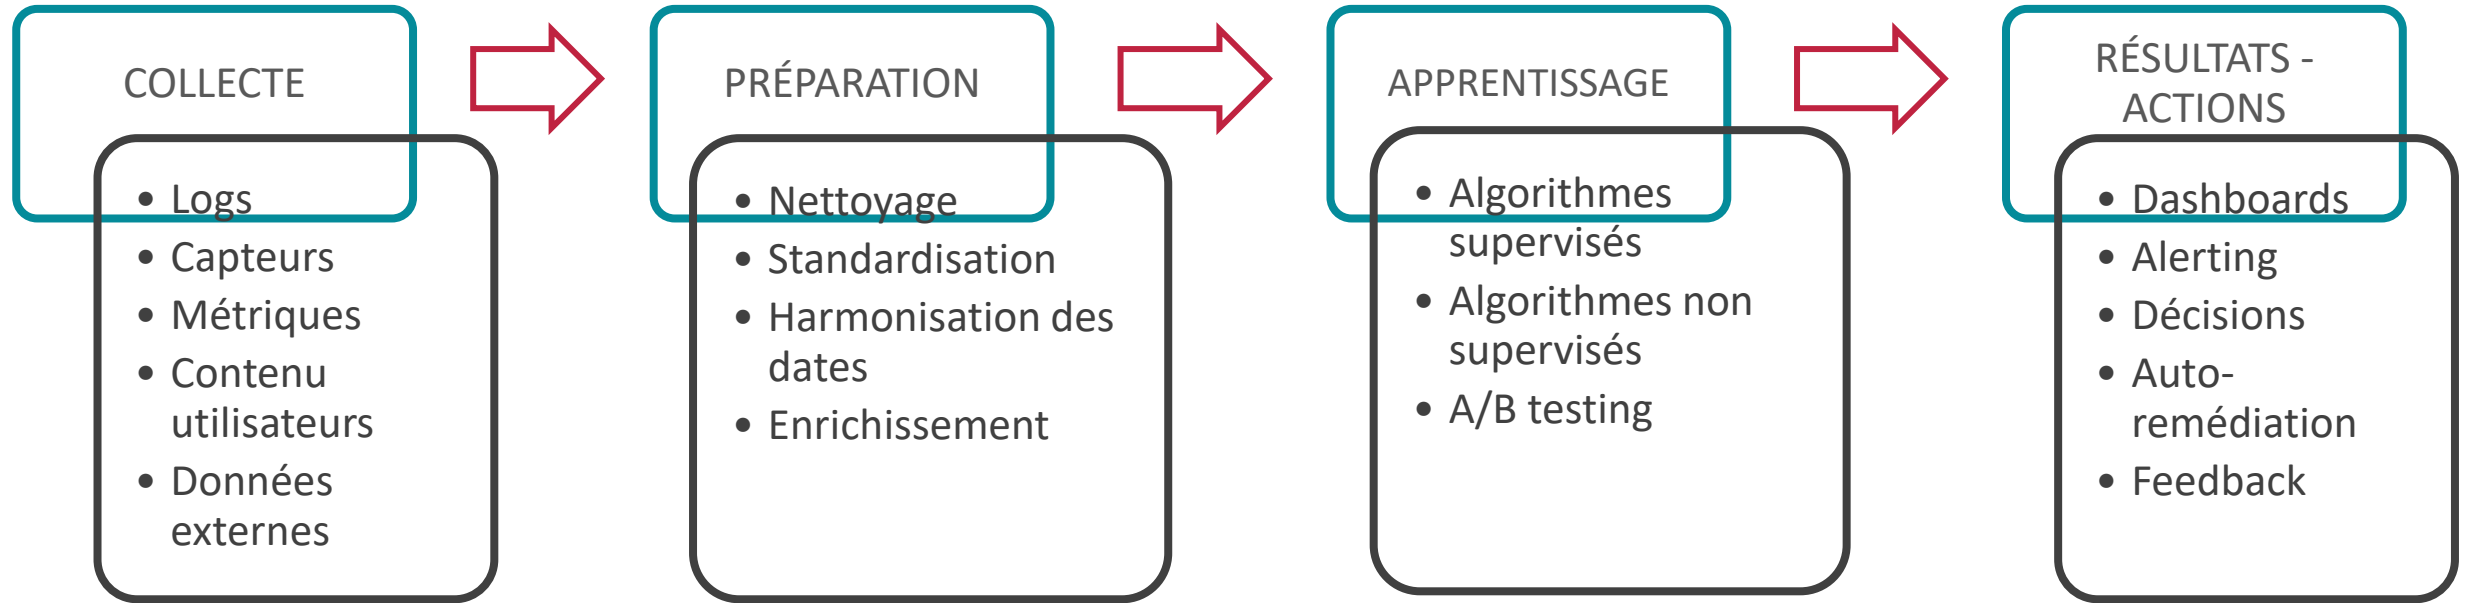 COLLECTE
• Logs
• Capteurs
• Métriques
• Contenu
utilisateurs
• Données
externes
PRÉPARATION
• Nettoyage
• Standardisation
• Harmonisation des
dates
• Enrichissement
APPRENTISSAGE
• Algorithmes
supervisés
• Algorithmes non
supervisés
• A/B testing
RÉSULTATS -
ACTIONS
• Dashboards
• Alerting
• Décisions
• Auto-
remédiation
• Feedback